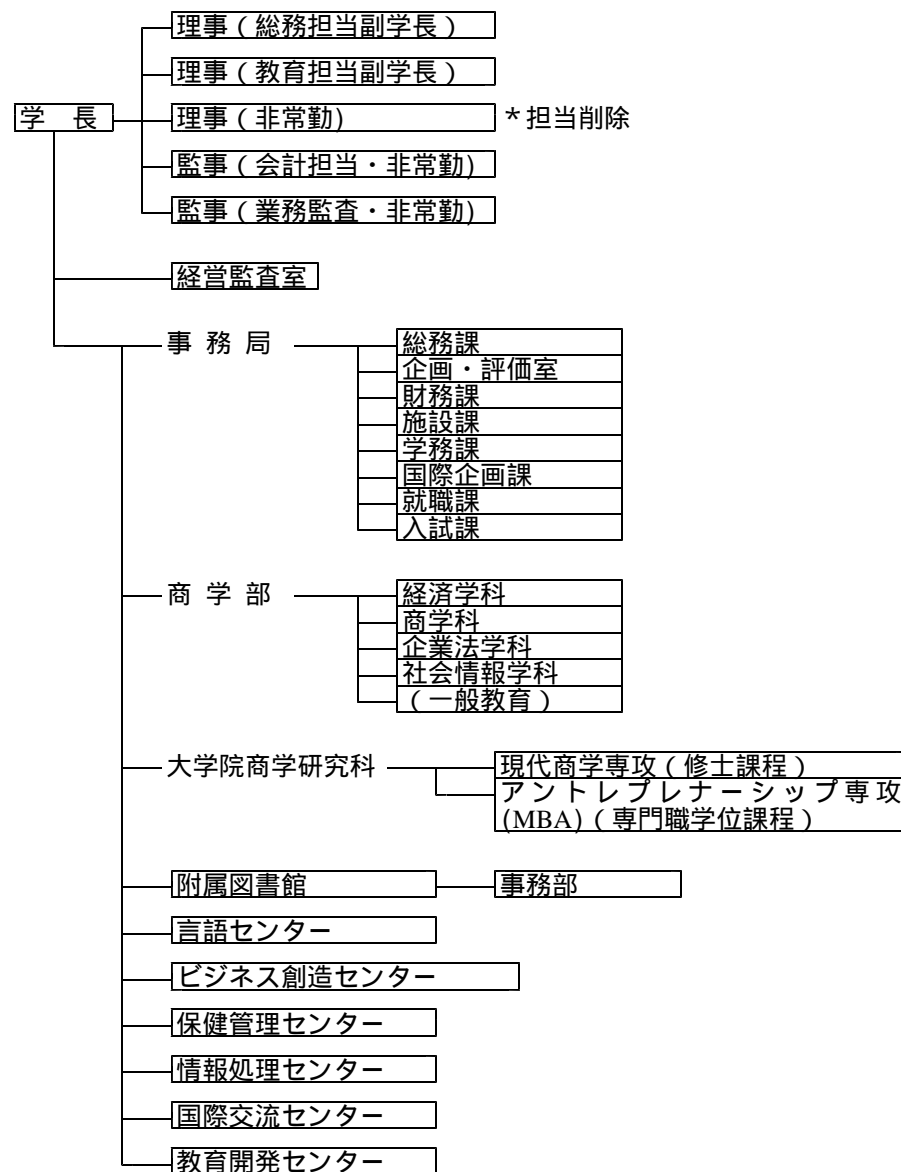 理事(総務担当副学長)
理事(教育担当副学長)
学 長 理事(非常勤) *担当削除
監事(会計担当・非常勤)
監事(業務監査・非常勤)
経営監査室
事 務 局 総務課
企画・評価室
財務課
施設課
学務課
国際企画課
就職課
入試課
商 学 部 経済学科
商学科
企業法学科
社会情報学科
(一般教育)
大学院商学研究科 現代商学専攻(修士課程)
アントレプレナーシップ専攻
(MBA)(専門職学位課程)
附属図書館 事務部
言語センター
ビジネス創造センター
保健管理センター
情報処理センター
国際交流センター
教育開発センター